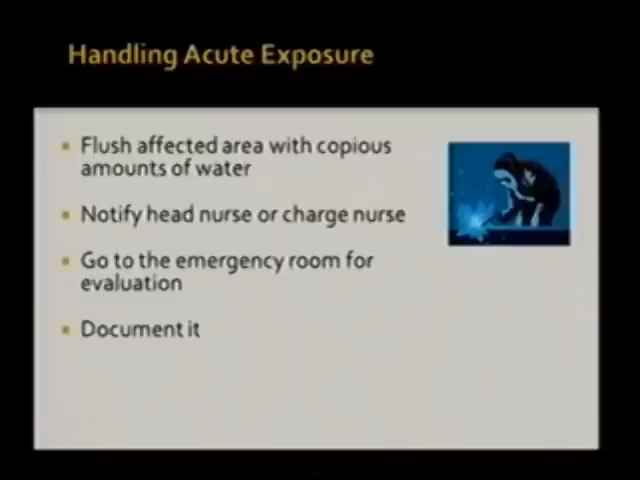 Handling Acute Exposure
Flush affected area with copious
amounts of water
Notify head nurse or charge nurse
Go to the emergency room for
evaluation
Document it